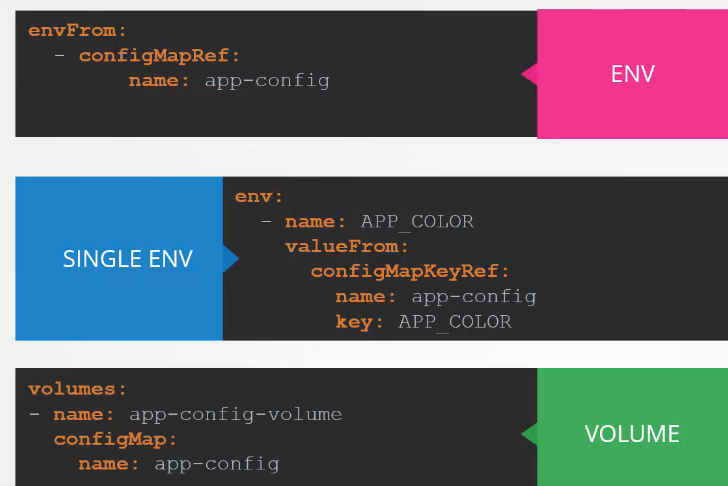 envFrom:
- configMapRef:
name: app-config
ENV
SINGLE ENV
env:
- name: APP_COLOR
valueFrom:
configMapKeyRef:
name: app-config
key: APP_COLOR
volumes:
- name: app-config-volume
configMap:
name: app-config
VOLUME